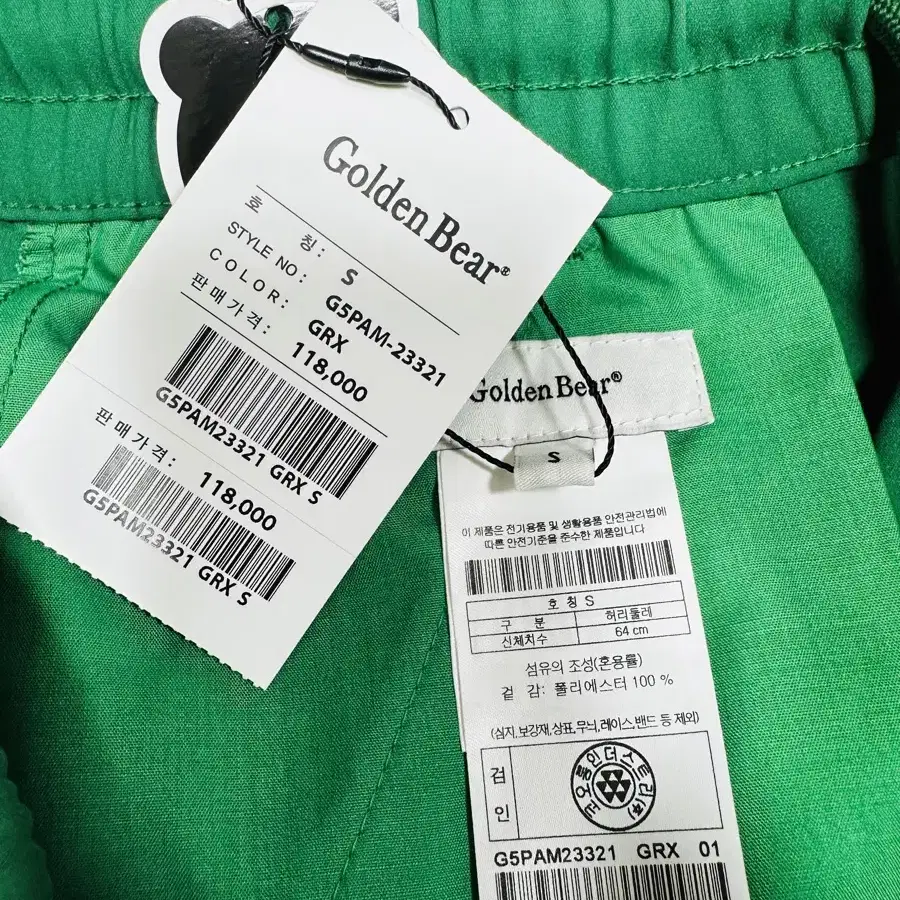 Golden Bear®
호 칭: S
STYLE NO: G5PAM-23321
COLOR: GRX
판매가격: 118,000
G5PAM23321 GRX S
판매가격: 118,000
G5PAM23321 GRX S
Golden Bear®
S
이 제품은 전기용품 및 생활용품 안전관리법에
따른 안전기준을 준수한 제품입니다
호 칭 S
구 분 허리둘레
신체치수 64 cm
섬유의 조성(혼용률)
겉 감: 폴리에스터 100 %
(심지,보강재,상표,무늬,레이스,밴드 등 제외)
검인
코오롱인더스트리(주)
G5PAM23321 GRX 01